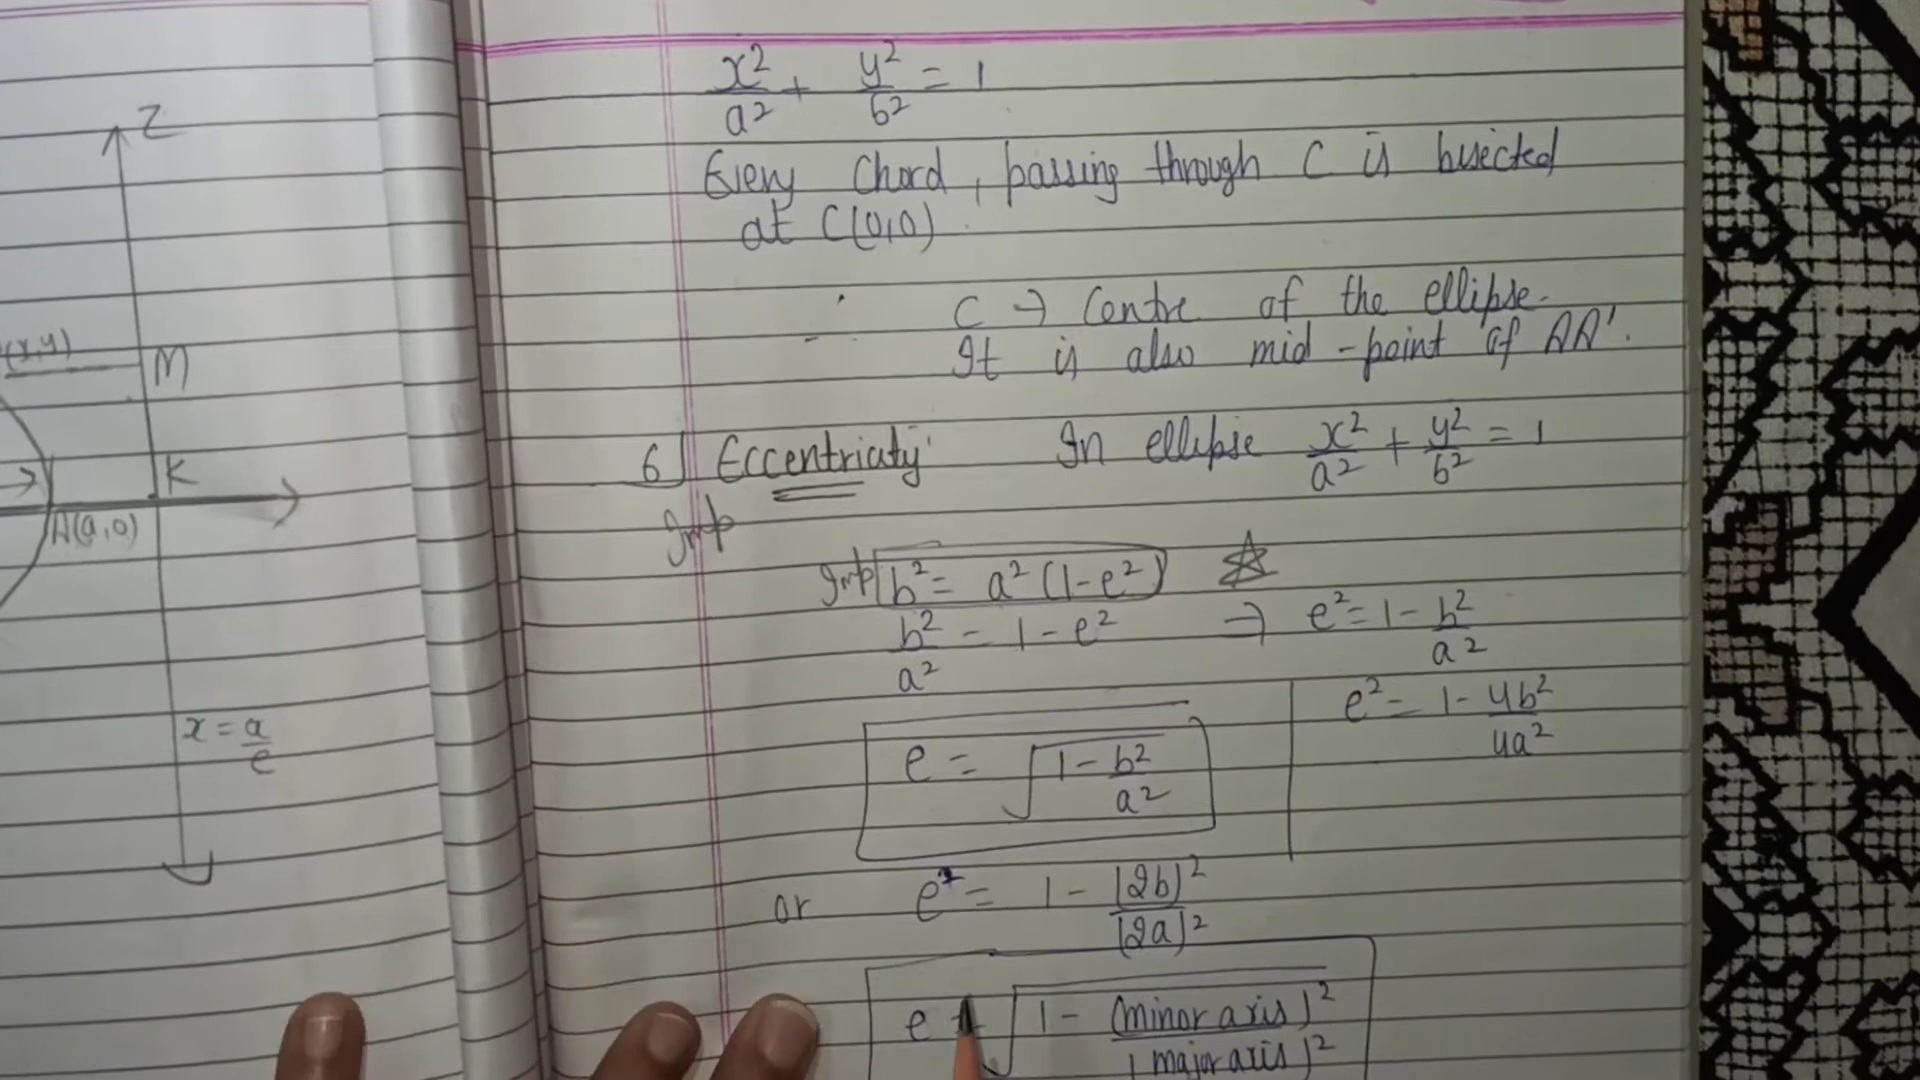 Z
(x,y)
M
K
A(a,0)
x = a/e
x²/a² + y²/b² = 1
Every Chord, passing through C is bisected
at C(0,0).
∴ C → Centre of the ellipse.
It is also mid-point of AA'.
6) Eccentricity In ellipse x²/a² + y²/b² = 1
Imp
Imp b² = a²(1-e²)
b²/a² = 1-e² ⇒ e² = 1 - b²/a²
e² = 1 - 4b²/4a²
e = √(1 - b²/a²)
or e² = 1 - (2b)²/(2a)²
e = √(1 - (minor axis)²/(major axis)²)